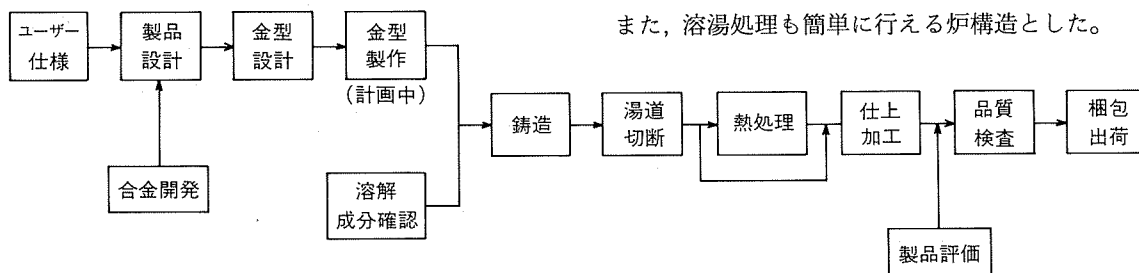 また, 溶湯処理も簡単に行える炉構造とした。
ユーザー
仕様
製品
設計
金型
設計
金型
製作
(計画中)
合金開発
溶解
成分確認
鋳造
湯道
切断
熱処理
仕上
加工
製品評価
品質
検査
梱包
出荷